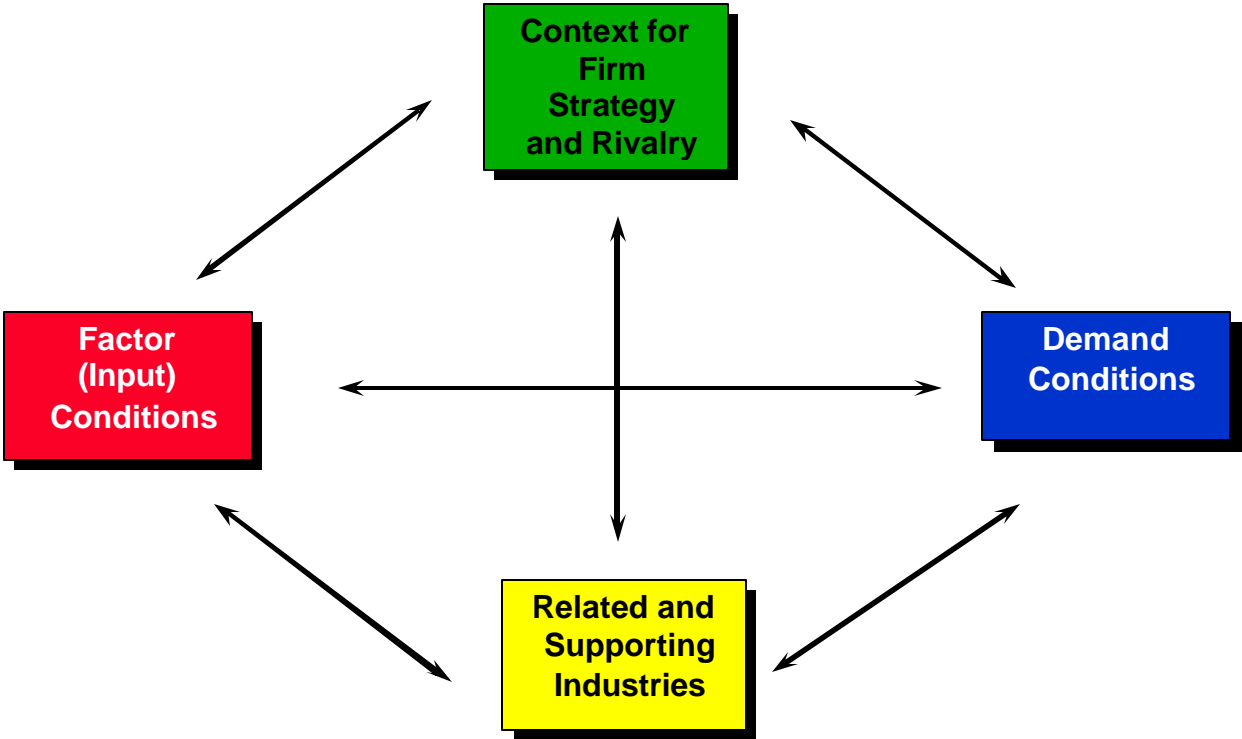 Context for
Firm
Strategy
and Rivalry
Factor
(Input)
Conditions
Demand
Conditions
Related and
Supporting
Industries